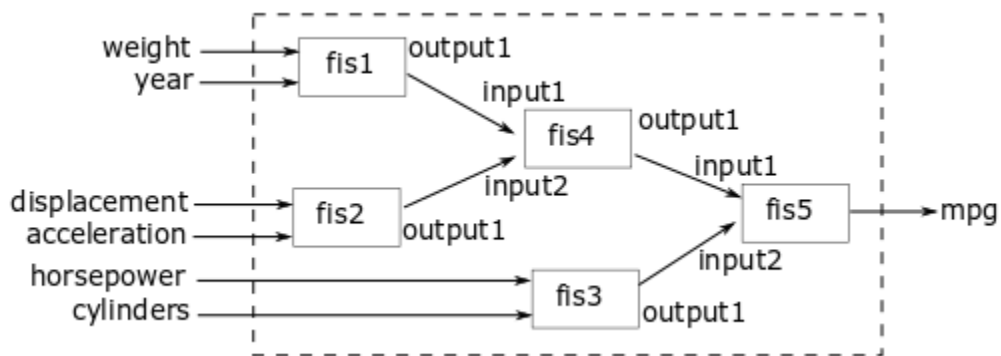 weight
year
fis1
output1
input1
fis4
output1
input1
displacement
acceleration
fis2
output1
input2
fis5
mpg
horsepower
cylinders
fis3
output1
input2